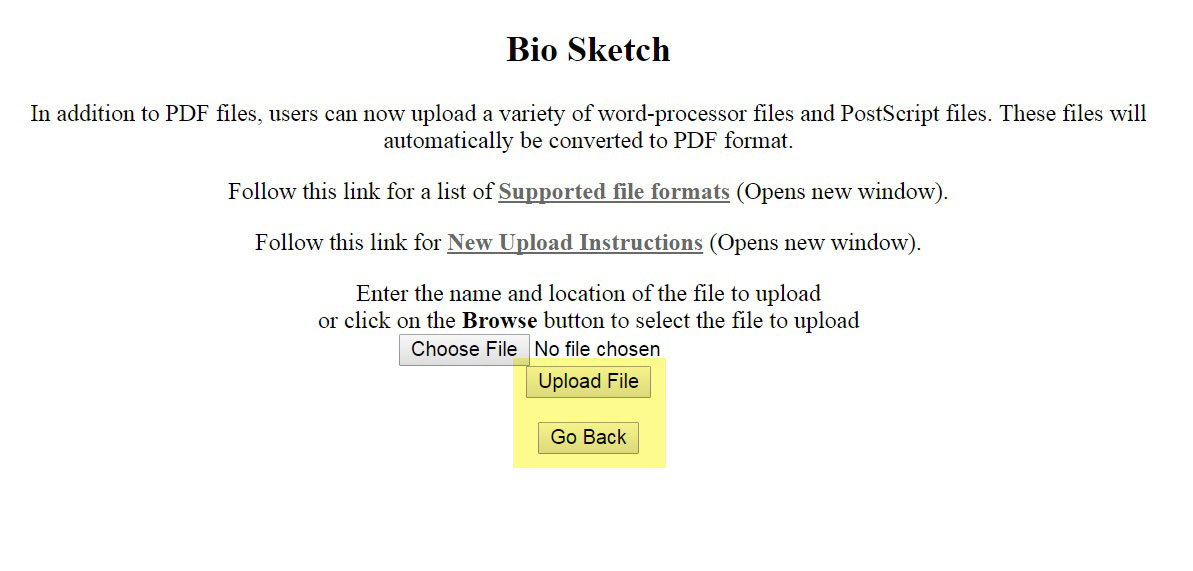 Bio Sketch
In addition to PDF files, users can now upload a variety of word-processor files and PostScript files. These files will
automatically be converted to PDF format.
Follow this link for a list of Supported file formats (Opens new window).
Follow this link for New Upload Instructions (Opens new window).
Enter the name and location of the file to upload
or click on the Browse button to select the file to upload
Choose File No file chosen
Upload File
Go Back